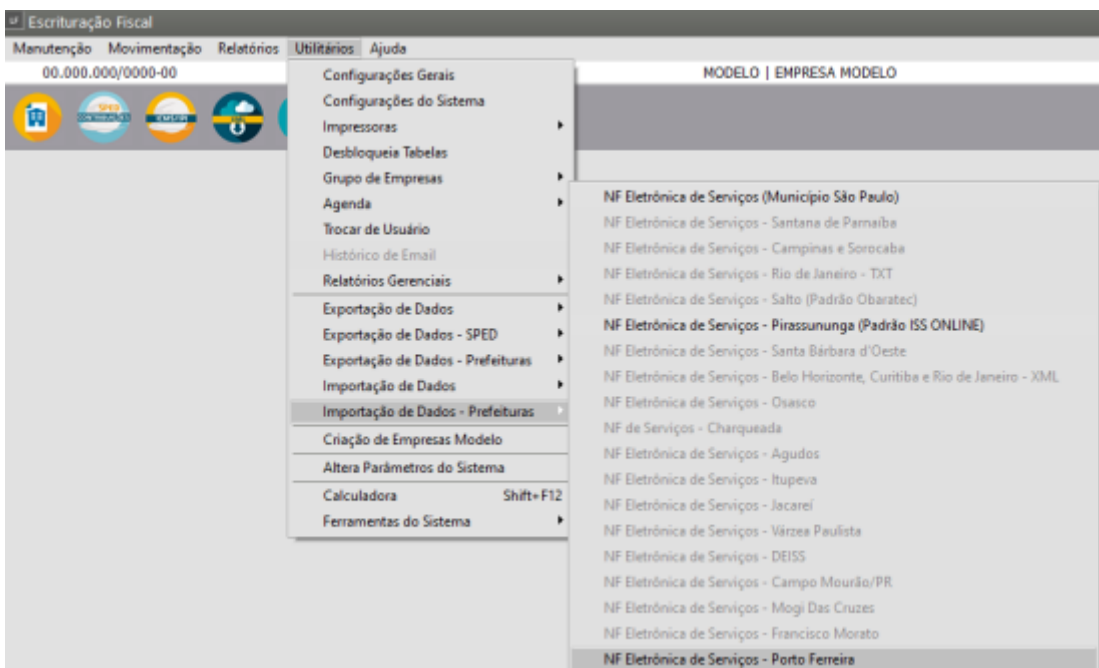 Escrituração Fiscal
Manutenção Movimentação Relatórios Utilitários Ajuda
00.000.000/0000-00 MODELO | EMPRESA MODELO
Configurações Gerais
Configurações do Sistema
Impressoras
Desbloqueia Tabelas
Grupo de Empresas
Agenda
Trocar de Usuário
Histórico de Email
Relatórios Gerenciais
Exportação de Dados
Exportação de Dados - SPED
Exportação de Dados - Prefeituras
Importação de Dados
Importação de Dados - Prefeituras
Criação de Empresas Modelo
Altera Parâmetros do Sistema
Calculadora Shift+F12
Ferramentas do Sistema
NF Eletrônica de Serviços (Município São Paulo)
NF Eletrônica de Serviços - Santana de Parnaíba
NF Eletrônica de Serviços - Campinas e Sorocaba
NF Eletrônica de Serviços - Rio de Janeiro - TXT
NF Eletrônica de Serviços - Salto (Padrão Obaratec)
NF Eletrônica de Serviços - Pirassununga (Padrão ISS ONLINE)
NF Eletrônica de Serviços - Santa Bárbara d'Oeste
NF Eletrônica de Serviços - Belo Horizonte, Curitiba e Rio de Janeiro - XML
NF Eletrônica de Serviços - Osasco
NF de Serviços - Charqueada
NF Eletrônica de Serviços - Agudos
NF Eletrônica de Serviços - Itupeva
NF Eletrônica de Serviços - Jacareí
NF Eletrônica de Serviços - Várzea Paulista
NF Eletrônica de Serviços - DEISS
NF Eletrônica de Serviços - Campo Mourão/PR
NF Eletrônica de Serviços - Mogi Das Cruzes
NF Eletrônica de Serviços - Francisco Morato
NF Eletrônica de Serviços - Porto Ferreira